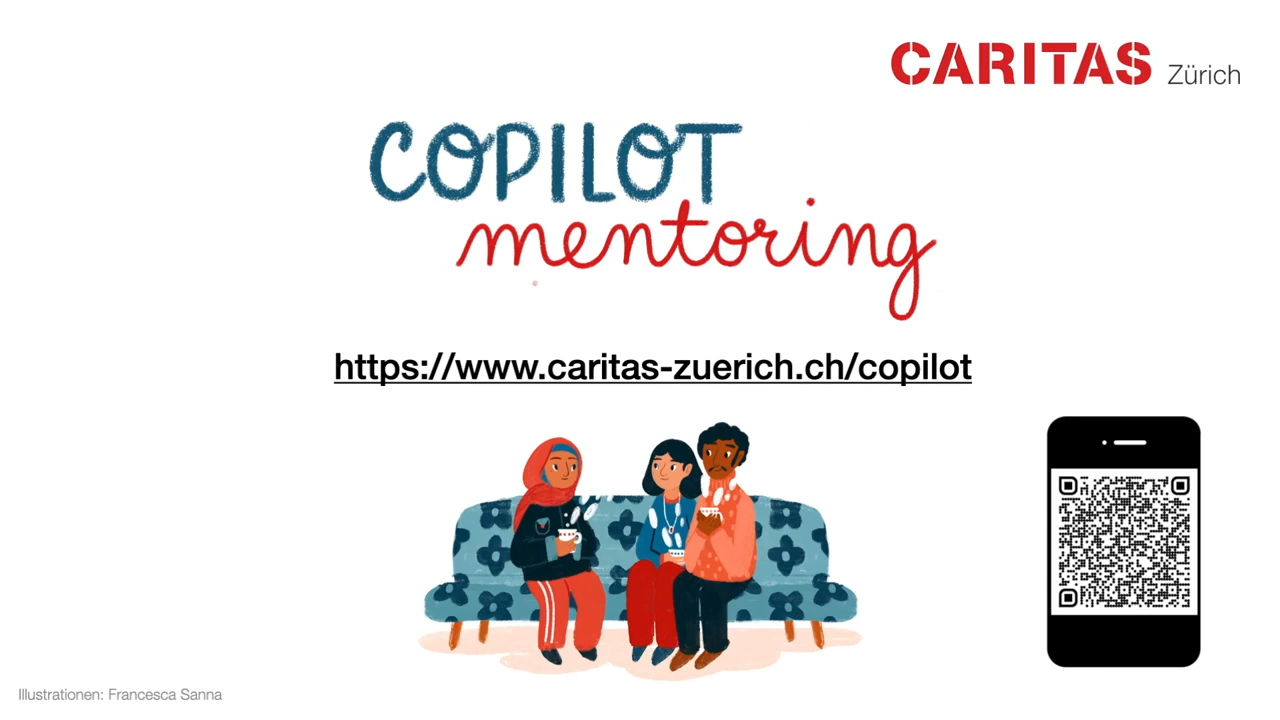 CARITAS Zürich
COPILOT
mentoring
https://www.caritas-zuerich.ch/copilot
Illustrationen: Francesca Sanna